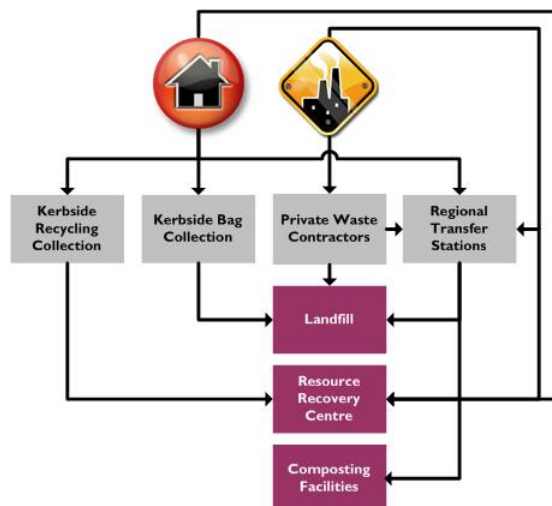 Kerbside
Recycling
Collection
Kerbside Bag
Collection
Private Waste
Contractors
Regional
Transfer
Stations
Landfill
Resource
Recovery
Centre
Composting
Facilities